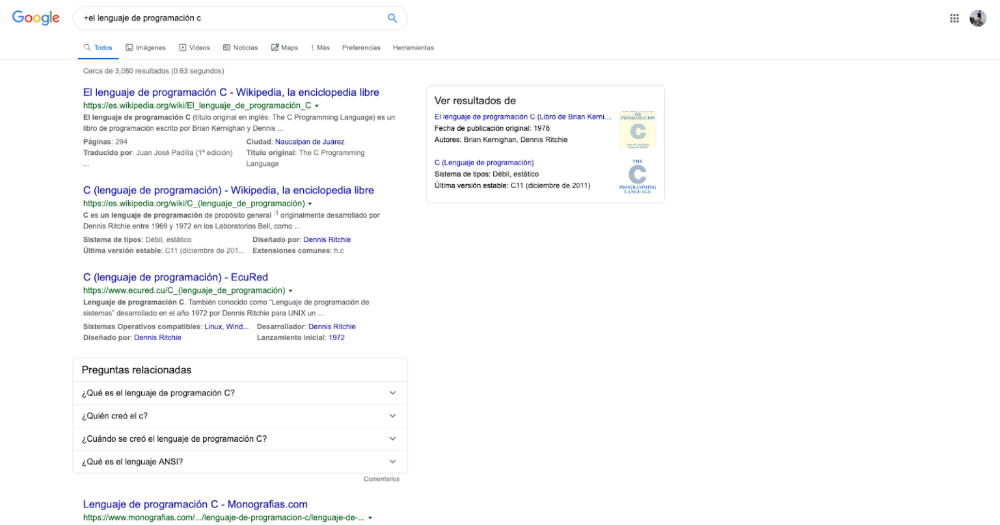 Google
+el lenguaje de programación c
Todos
Imágenes
Videos
Noticias
Maps
Más
Preferencias
Herramientas
Cerca de 3,080 resultados (0.63 segundos)
El lenguaje de programación C - Wikipedia, la enciclopedia libre
https://es.wikipedia.org/wiki/El_lenguaje_de_programación_C
El lenguaje de programación C (título original en inglés: The C Programming Language) es un
libro de programación escrito por Brian Kernighan y Dennis ...
Páginas: 294
Traducido por: Juan José Padilla (1ª edición)
...
Ciudad: Naucalpan de Juárez
Título original: The C Programming
Language
C (lenguaje de programación) - Wikipedia, la enciclopedia libre
https://es.wikipedia.org/wiki/C_(lenguaje_de_programación)
C es un lenguaje de programación de propósito general :1 originalmente desarrollado por
Dennis Ritchie entre 1969 y 1972 en los Laboratorios Bell, como ...
Sistema de tipos: Débil, estático
Última versión estable: C11 (diciembre de 201...
Diseñado por: Dennis Ritchie
Extensiones comunes: h.c
C (lenguaje de programación) - EcuRed
https://www.ecured.cu/C_(lenguaje_de_programación)
Lenguaje de programación C. También conocido como “Lenguaje de programación de
sistemas” desarrollado en el año 1972 por Dennis Ritchie para UNIX un ...
Sistemas Operativos compatibles: Linux, Wind...
Diseñado por: Dennis Ritchie
Desarrollador: Dennis Ritchie
Lanzamiento inicial: 1972
Preguntas relacionadas
¿Qué es el lenguaje de programación C?
¿Quién creó el c?
¿Cuándo se creó el lenguaje de programación C?
¿Qué es el lenguaje ANSI?
Comentarios
Lenguaje de programación C - Monografias.com
https://www.monografias.com/.../lenguaje-de-programacion-c/lenguaje-de-...
Ver resultados de
El lenguaje de programación C (Libro de Brian Kerni...
Fecha de publicación original: 1978
Autores: Brian Kernighan, Dennis Ritchie
DE
PROGRAMACION
C
C (Lenguaje de programación)
Sistema de tipos: Débil, estático
Última versión estable: C11 (diciembre de 2011)
THE
C
PROGRAMMING
LANGUAGE